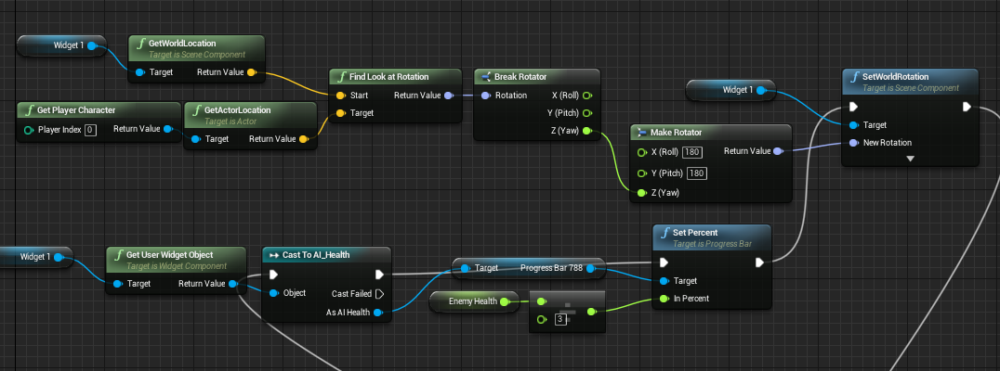 Widget 1
GetWorldLocation
Target is Scene Component
Target
Return Value
Get Player Character
Player Index 0
Return Value
GetActorLocation
Target is Actor
Target
Return Value
Find Look at Rotation
Start
Return Value
Target
Break Rotator
Rotation
X (Roll)
Y (Pitch)
Z (Yaw)
Make Rotator
X (Roll) 180
Return Value
Y (Pitch) 180
Z (Yaw)
Widget 1
SetWorldRotation
Target is Scene Component
Target
New Rotation
Widget 1
Get User Widget Object
Target is Widget Component
Target
Return Value
Cast To AI_Health
Object
Cast Failed
As AI Health
Target
Progress Bar 788
Enemy Health
3
Set Percent
Target is Progress Bar
Target
In Percent